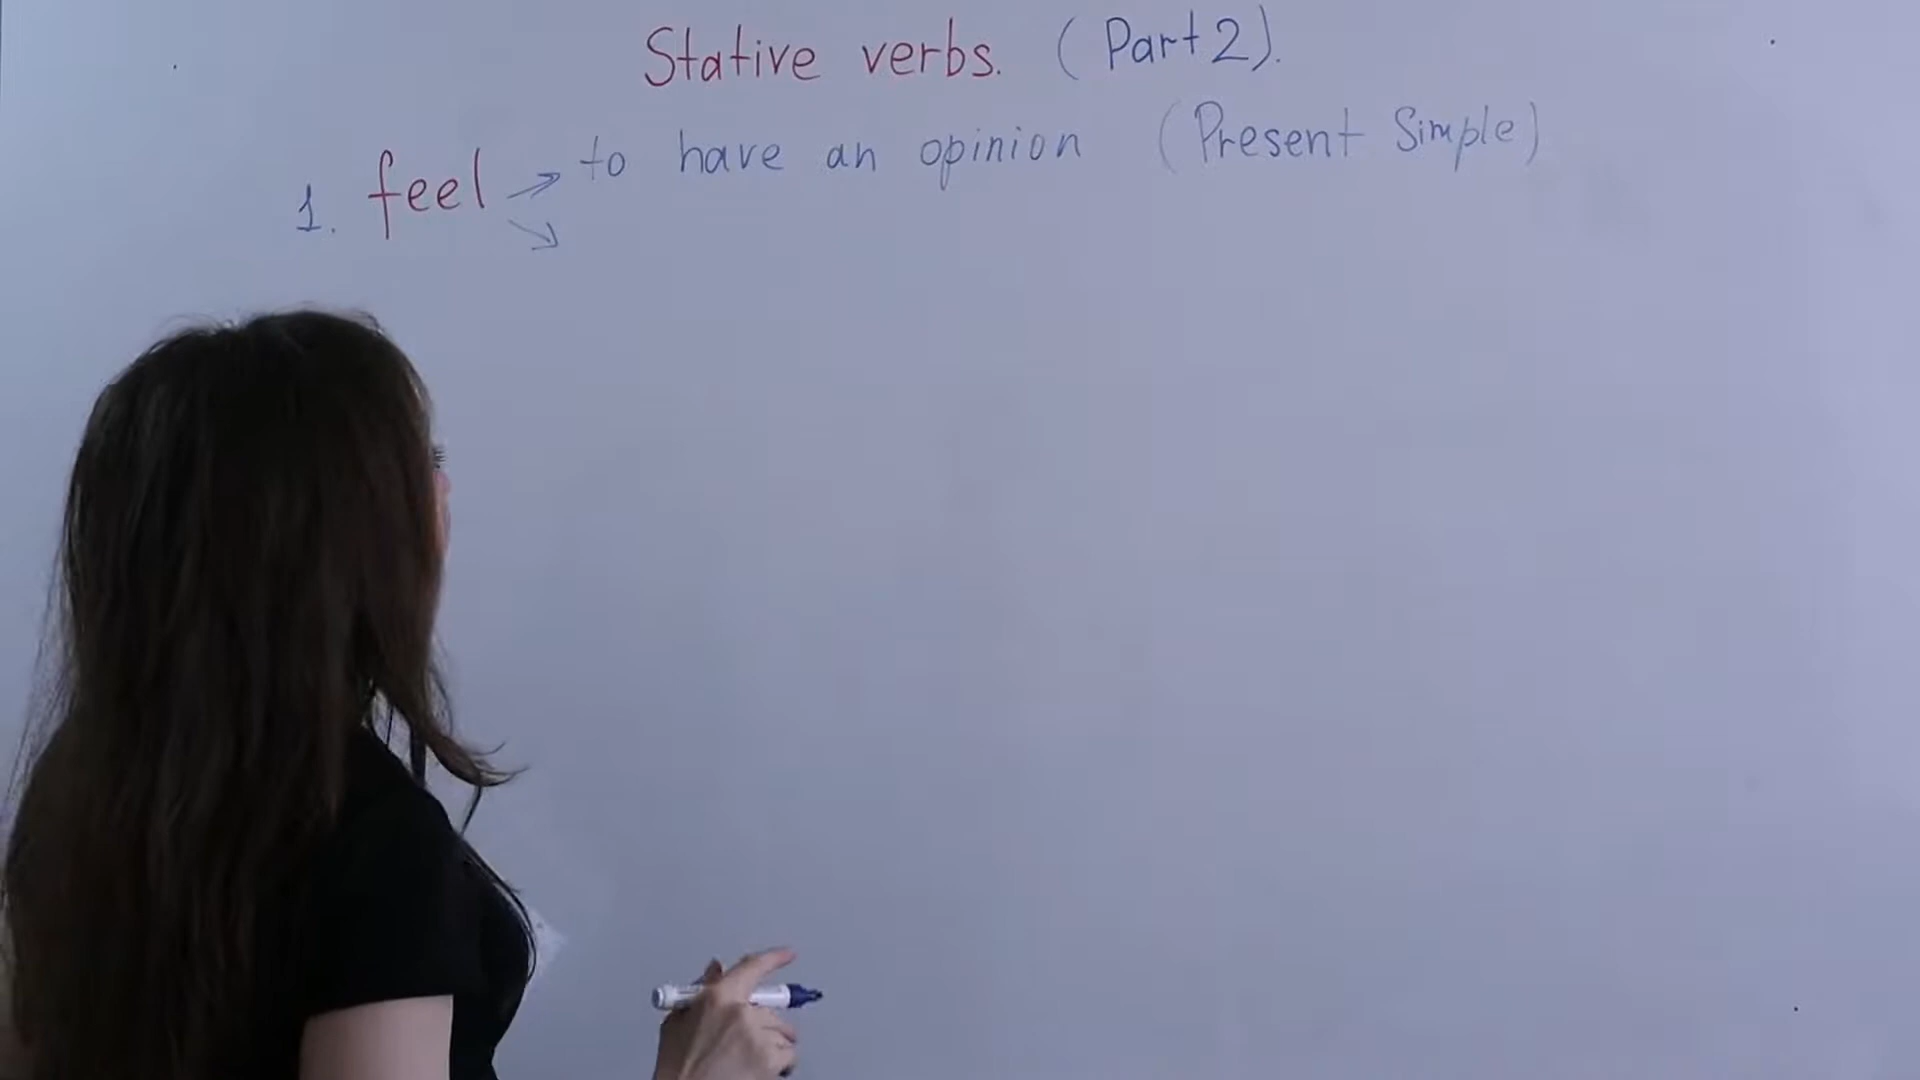 Stative verbs. (Part 2).
1. feel → to have an opinion (Present Simple)
↘